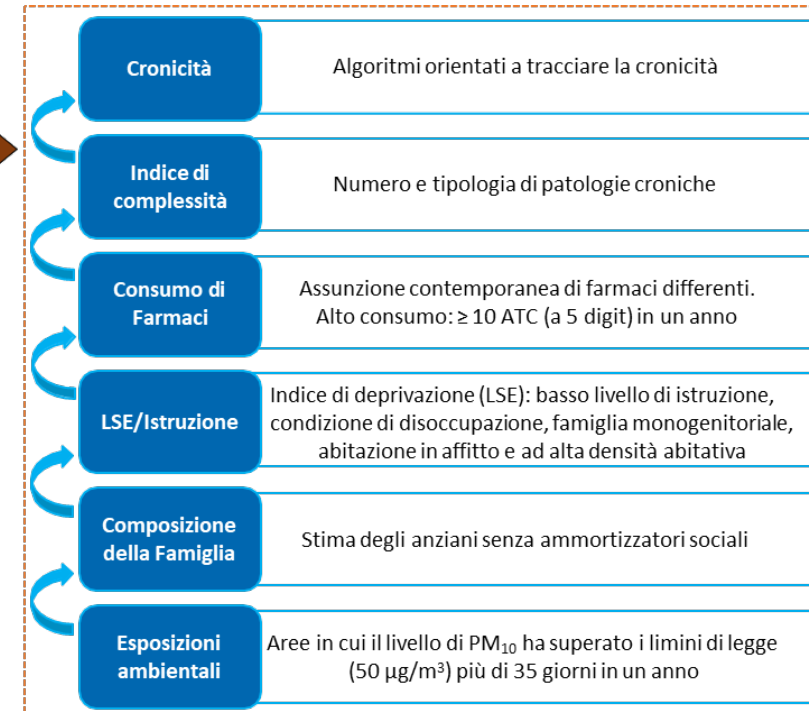 Cronicità
Algoritmi orientati a tracciare la cronicità
Indice di
complessità
Numero e tipologia di patologie croniche
Consumo di
Farmaci
Assunzione contemporanea di farmaci differenti.
Alto consumo: ≥ 10 ATC (a 5 digit) in un anno
LSE/Istruzione
Indice di deprivazione (LSE): basso livello di istruzione,
condizione di disoccupazione, famiglia monogenitoriale,
abitazione in affitto e ad alta densità abitativa
Composizione
della Famiglia
Stima degli anziani senza ammortizzatori sociali
Esposizioni
ambientali
Aree in cui il livello di PM₁₀ ha superato i limini di legge
(50 µg/m³) più di 35 giorni in un anno